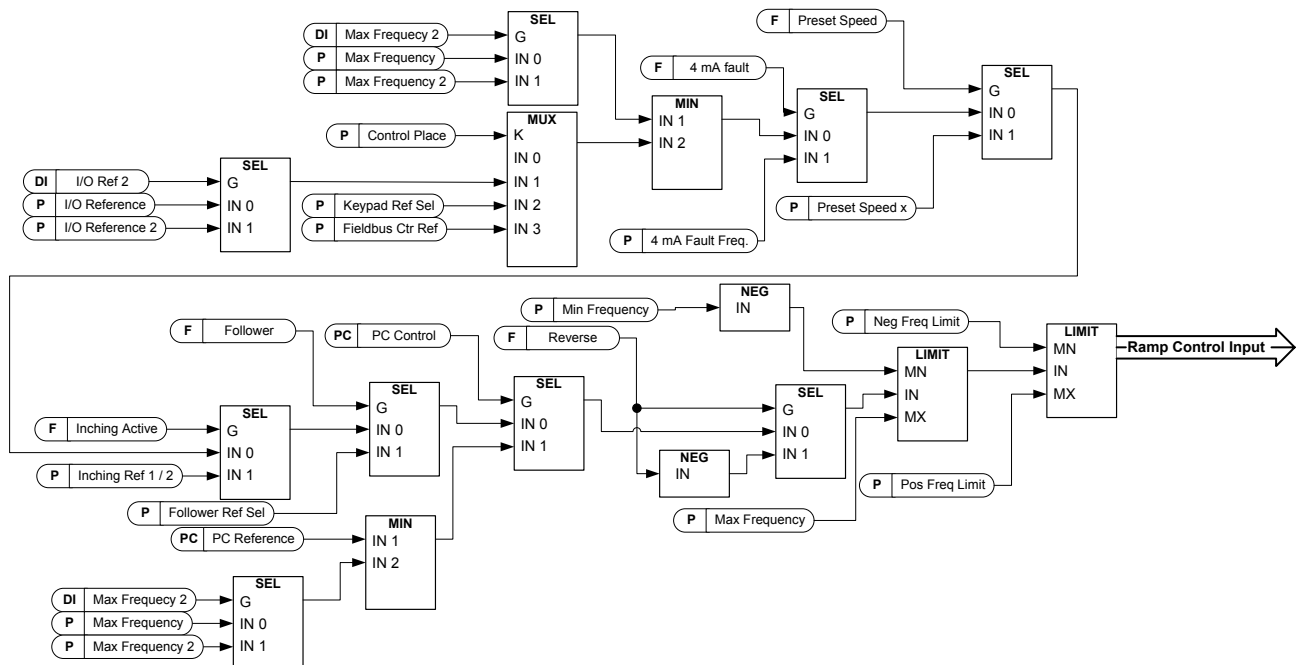 SEL
DI Max Frequecy 2
G
P Max Frequency
IN 0
P Max Frequency 2
IN 1
F Preset Speed
SEL
G
IN 0
IN 1
F 4 mA fault
SEL
G
IN 0
IN 1
MIN
IN 1
IN 2
MUX
P Control Place
K
IN 0
IN 1
P Keypad Ref Sel
IN 2
P Fieldbus Ctr Ref
IN 3
SEL
DI I/O Ref 2
G
P I/O Reference
IN 0
P I/O Reference 2
IN 1
P Preset Speed x
P 4 mA Fault Freq.
NEG
P Min Frequency
IN
F Follower
PC PC Control
F Reverse
P Neg Freq Limit
LIMIT
MN
IN
MX
Ramp Control Input
LIMIT
MN
IN
MX
SEL
G
IN 0
IN 1
SEL
G
IN 0
IN 1
SEL
G
IN 0
IN 1
SEL
F Inching Active
G
IN 0
P Inching Ref 1 / 2
IN 1
NEG
IN
P Pos Freq Limit
P Follower Ref Sel
P Max Frequency
MIN
PC PC Reference
IN 1
IN 2
SEL
DI Max Frequecy 2
G
P Max Frequency
IN 0
P Max Frequency 2
IN 1